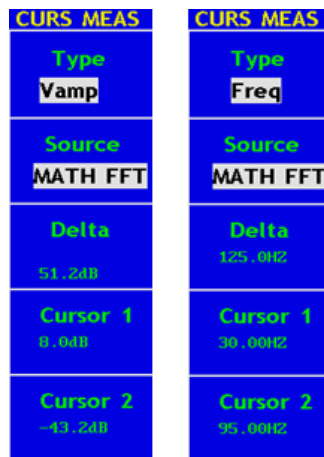 CURS MEAS
Type
Vamp
Source
MATH FFT
Delta
51.2dB
Cursor 1
8.0dB
Cursor 2
-43.2dB
CURS MEAS
Type
Freq
Source
MATH FFT
Delta
125.0HZ
Cursor 1
30.00HZ
Cursor 2
95.00HZ